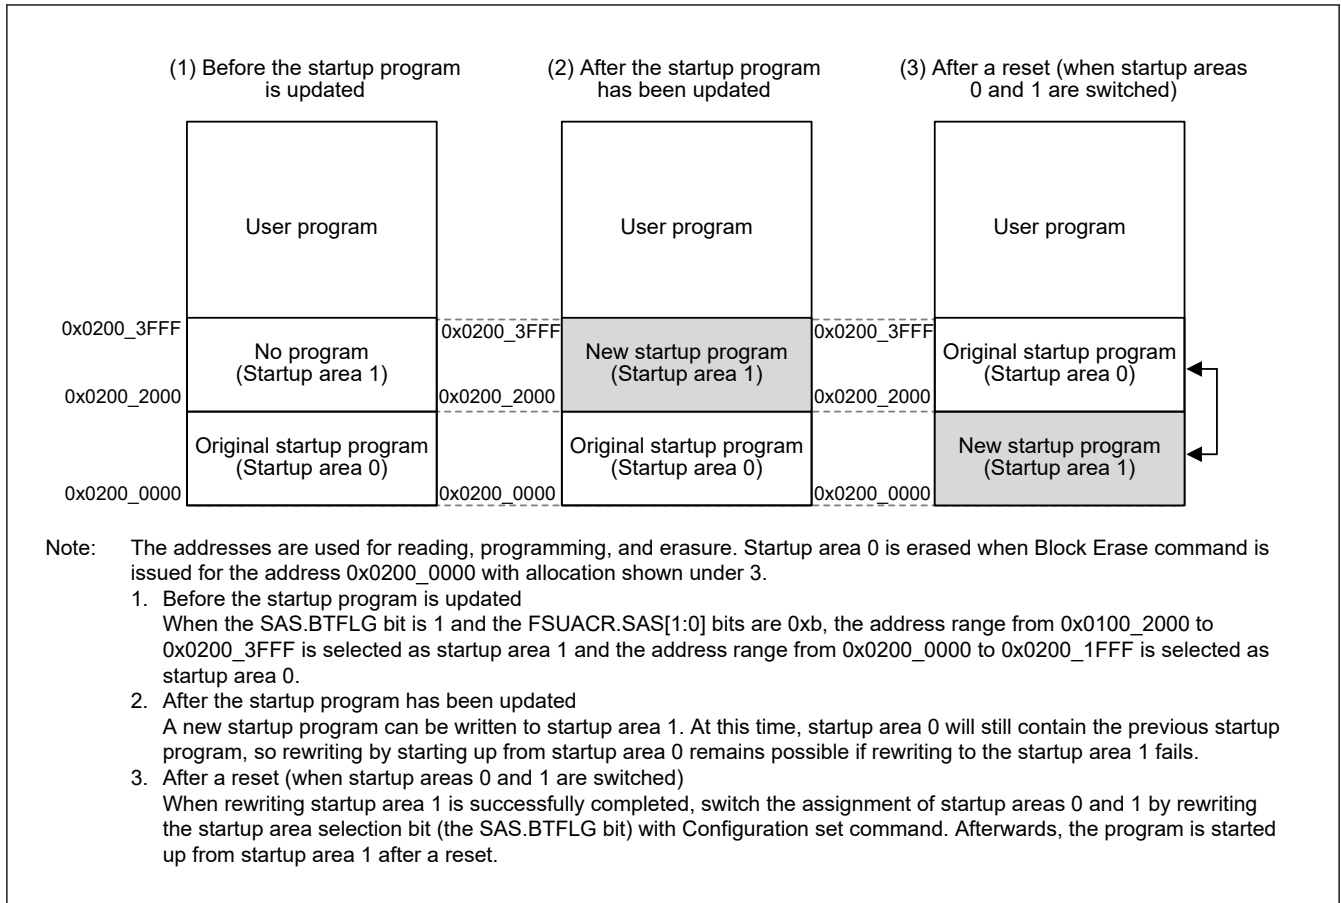 (1) Before the startup program
is updated
(2) After the startup program
has been updated
(3) After a reset (when startup areas
0 and 1 are switched)
User program
User program
User program
0x0200_3FFF
No program
(Startup area 1)
0x0200_2000
Original startup program
(Startup area 0)
0x0200_0000
0x0200_3FFF
New startup program
(Startup area 1)
0x0200_2000
Original startup program
(Startup area 0)
0x0200_0000
0x0200_3FFF
Original startup program
(Startup area 0)
0x0200_2000
New startup program
(Startup area 1)
0x0200_0000
Note: The addresses are used for reading, programming, and erasure. Startup area 0 is erased when Block Erase command is
issued for the address 0x0200_0000 with allocation shown under 3.
1. Before the startup program is updated
When the SAS.BTFLG bit is 1 and the FSUACR.SAS[1:0] bits are 0xb, the address range from 0x0100_2000 to
0x0200_3FFF is selected as startup area 1 and the address range from 0x0200_0000 to 0x0200_1FFF is selected as
startup area 0.
2. After the startup program has been updated
A new startup program can be written to startup area 1. At this time, startup area 0 will still contain the previous startup
program, so rewriting by starting up from startup area 0 remains possible if rewriting to the startup area 1 fails.
3. After a reset (when startup areas 0 and 1 are switched)
When rewriting startup area 1 is successfully completed, switch the assignment of startup areas 0 and 1 by rewriting
the startup area selection bit (the SAS.BTFLG bit) with Configuration set command. Afterwards, the program is started
up from startup area 1 after a reset.